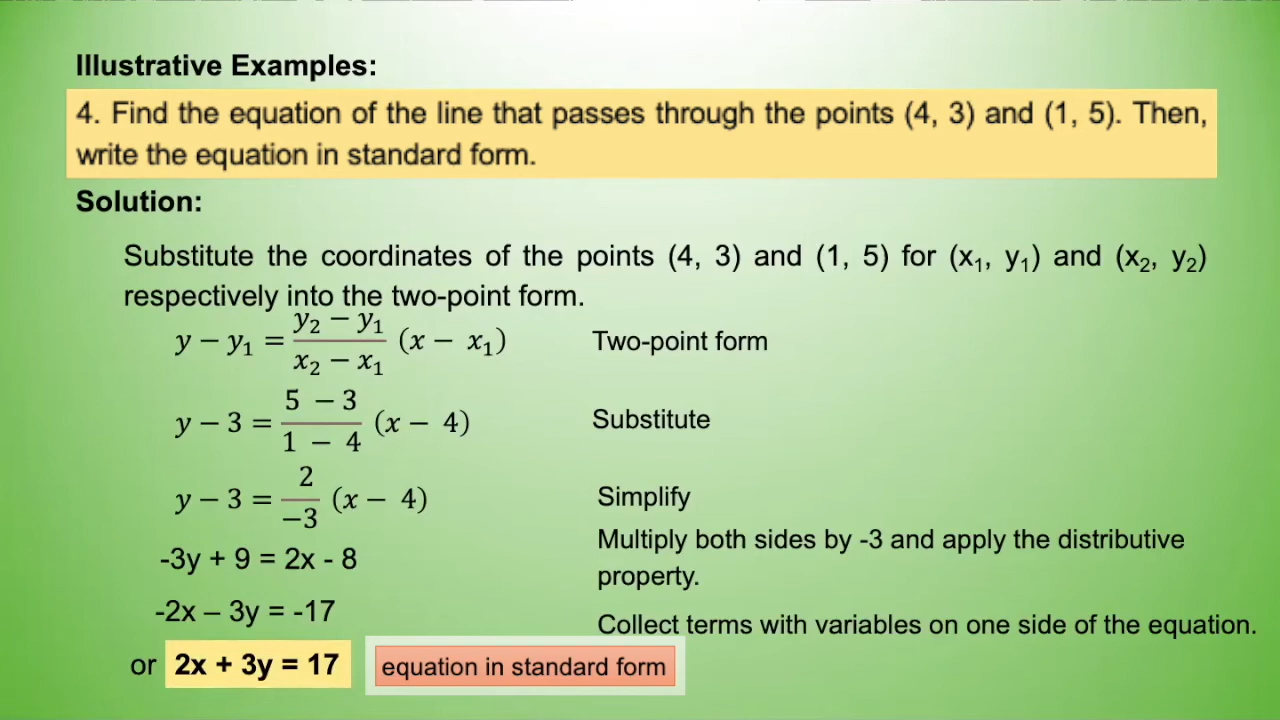 Illustrative Examples:
4. Find the equation of the line that passes through the points (4, 3) and (1, 5). Then,
write the equation in standard form.
Solution:
Substitute the coordinates of the points (4, 3) and (1, 5) for (x₁, y₁) and (x₂, y₂)
respectively into the two-point form.
y − y₁ = \frac{y₂ − y₁}{x₂ − x₁} (x − x₁) Two-point form
y − 3 = \frac{5 − 3}{1 − 4} (x − 4) Substitute
y − 3 = \frac{2}{−3} (x − 4) Simplify
-3y + 9 = 2x - 8 Multiply both sides by -3 and apply the distributive
property.
-2x – 3y = -17 Collect terms with variables on one side of the equation.
or 2x + 3y = 17 equation in standard form